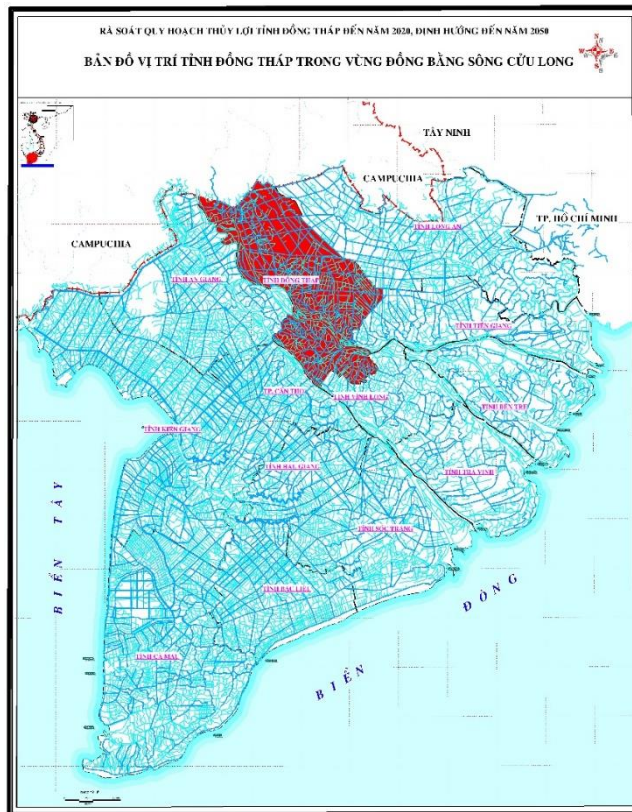 RÀ SOÁT QUY HOẠCH THỦY LỢI TỈNH ĐỒNG THÁP ĐẾN NĂM 2020, ĐỊNH HƯỚNG ĐẾN NĂM 2050
BẢN ĐỒ VỊ TRÍ TỈNH ĐỒNG THÁP TRONG VÙNG ĐỒNG BẰNG SÔNG CỬU LONG
N
W
E
S
TÂY NINH
CAMPUCHIA
TP. HỒ CHÍ MINH
TỈNH LONG AN
CAMPUCHIA
TỈNH AN GIANG
TỈNH ĐỒNG THÁP
TỈNH TIỀN GIANG
TP. CẦN THƠ
TỈNH VĨNH LONG
TỈNH BẾN TRE
TỈNH KIÊN GIANG
TỈNH HẬU GIANG
TỈNH TRÀ VINH
TỈNH SÓC TRĂNG
TỈNH BẠC LIÊU
TỈNH CÀ MAU
BIỂN TÂY
BIỂN ĐÔNG